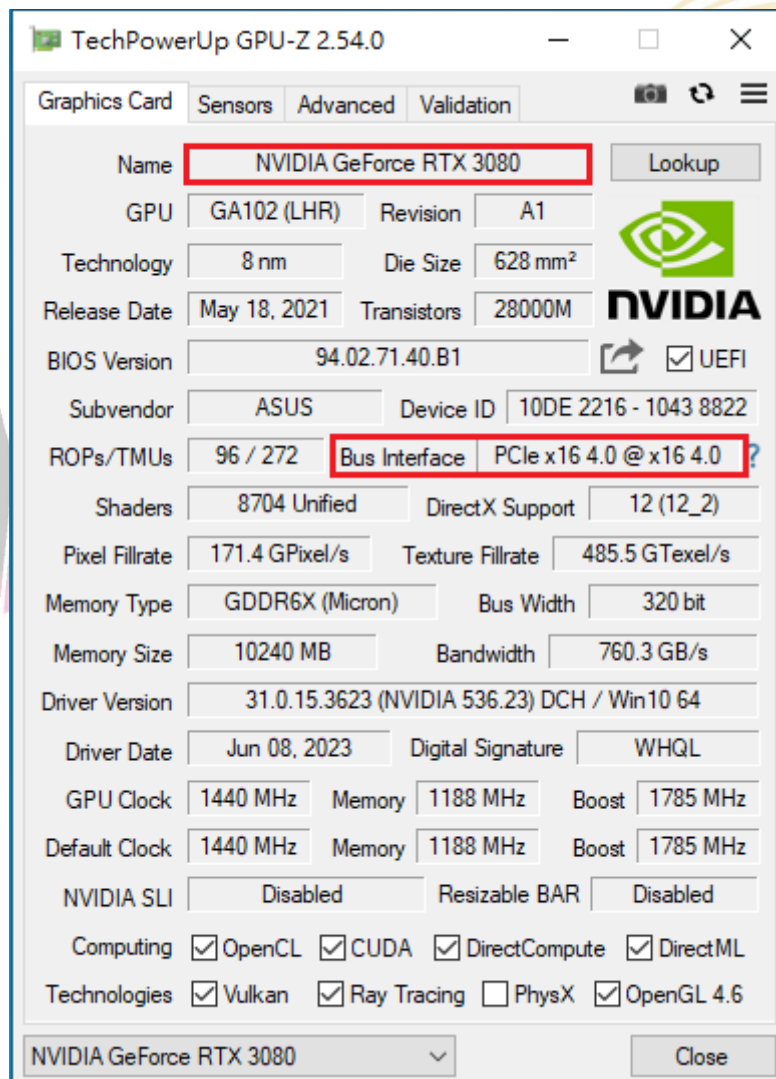 TechPowerUp GPU-Z 2.54.0
Graphics Card Sensors Advanced Validation
Name NVIDIA GeForce RTX 3080 Lookup
GPU GA102 (LHR) Revision A1
Technology 8 nm Die Size 628 mm²
Release Date May 18, 2021 Transistors 28000M
NVIDIA
BIOS Version 94.02.71.40.B1 UEFI
Subvendor ASUS Device ID 10DE 2216 - 1043 8822
ROPs/TMUs 96 / 272 Bus Interface PCIe x16 4.0 @ x16 4.0 ?
Shaders 8704 Unified DirectX Support 12 (12_2)
Pixel Fillrate 171.4 GPixel/s Texture Fillrate 485.5 GTexel/s
Memory Type GDDR6X (Micron) Bus Width 320 bit
Memory Size 10240 MB Bandwidth 760.3 GB/s
Driver Version 31.0.15.3623 (NVIDIA 536.23) DCH / Win10 64
Driver Date Jun 08, 2023 Digital Signature WHQL
GPU Clock 1440 MHz Memory 1188 MHz Boost 1785 MHz
Default Clock 1440 MHz Memory 1188 MHz Boost 1785 MHz
NVIDIA SLI Disabled Resizable BAR Disabled
Computing OpenCL CUDA DirectCompute DirectML
Technologies Vulkan Ray Tracing PhysX OpenGL 4.6
NVIDIA GeForce RTX 3080 Close